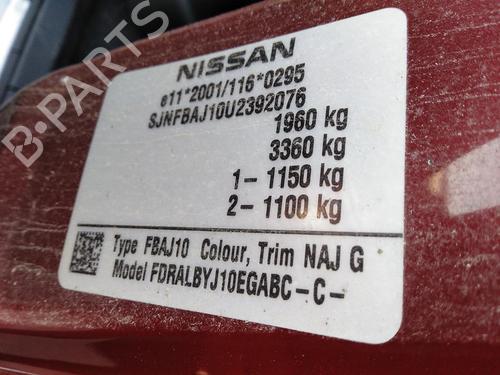 NISSAN
e11*2001/116*0295
SJNFBAJ10U2392076
1960 kg
3360 kg
1- 1150 kg
2- 1100 kg
Type FBAJ10 Colour, Trim NAJ G
Model FDRALBYJ10EGABC-C-
B-PARTS